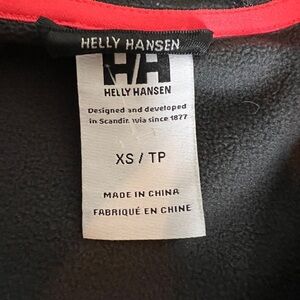 HELLY HANSEN
HH
HELLY HANSEN
Designed and developed
in Scandinavia since 1877
XS / TP
MADE IN CHINA
FABRIQUÉ EN CHINE